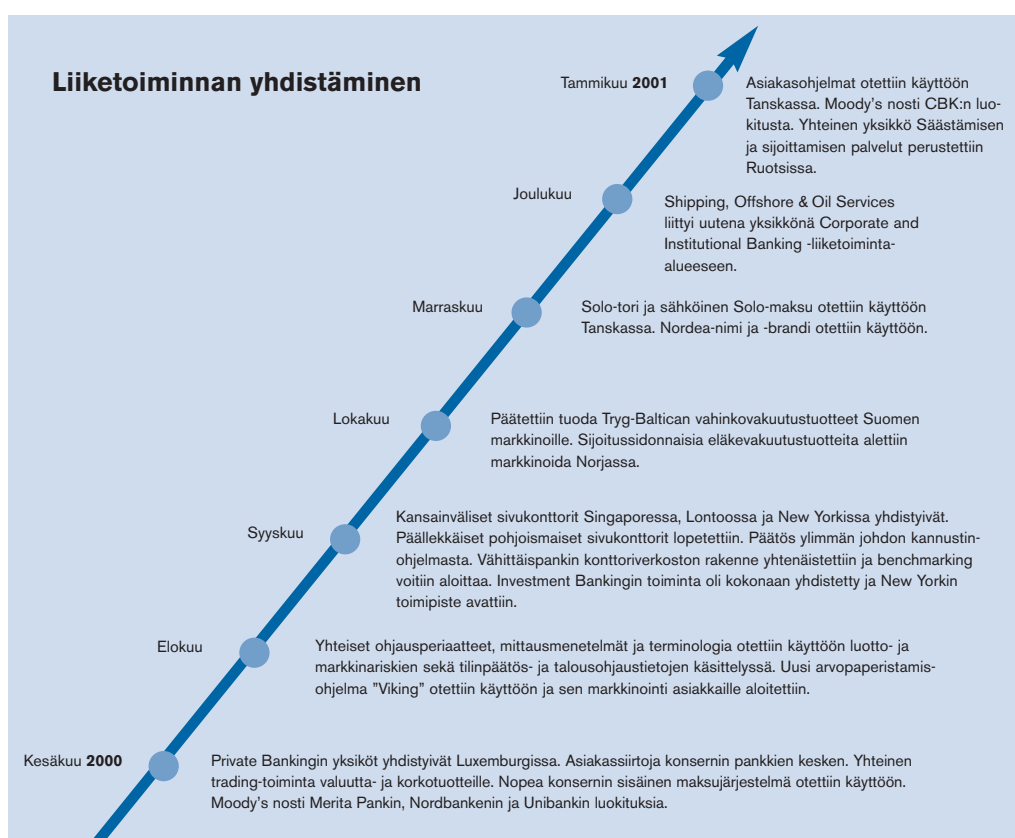 Liiketoiminnan yhdistäminen
Tammikuu 2001
Asiakasohjelmat otettiin käyttöön
Tanskassa. Moody's nosti CBK:n luo-
kitusta. Yhteinen yksikkö Säästämisen
ja sijoittamisen palvelut perustettiin
Ruotsissa.
Joulukuu
Shipping, Offshore & Oil Services
liittyi uutena yksikkönä Corporate and
Institutional Banking -liiketoiminta-
alueeseen.
Marraskuu
Solo-tori ja sähköinen Solo-maksu otettiin käyttöön
Tanskassa. Nordea-nimi ja -brandi otettiin käyttöön.
Lokakuu
Päätettiin tuoda Tryg-Baltican vahinkovakuutustuotteet Suomen
markkinoille. Sijoitussidonnaisia eläkevakuutustuotteita alettiin
markkinoida Norjassa.
Syyskuu
Kansainväliset sivukonttorit Singaporessa, Lontoossa ja New Yorkissa yhdistyivät.
Päällekkäiset pohjoismaiset sivukonttorit lopetettiin. Päätös ylimmän johdon kannustin-
ohjelmasta. Vähittäispankin konttoriverkoston rakenne yhtenäistettiin ja benchmarking
voitiin aloittaa. Investment Bankingin toiminta oli kokonaan yhdistetty ja New Yorkin
toimipiste avattiin.
Elokuu
Yhteiset ohjausperiaatteet, mittausmenetelmät ja terminologia otettiin käyttöön luotto- ja
markkinariskien sekä tilinpäätös- ja talousohjaustietojen käsittelyssä. Uusi arvopaperistamis-
ohjelma "Viking" otettiin käyttöön ja sen markkinointi asiakkaille aloitettiin.
Kesäkuu 2000
Private Bankingin yksiköt yhdistyivät Luxemburgissa. Asiakassiirtoja konsernin pankkien kesken. Yhteinen
trading-toiminta valuutta- ja korkotuotteille. Nopea konsernin sisäinen maksujärjestelmä otettiin käyttöön.
Moody's nosti Merita Pankin, Nordbankenin ja Unibankin luokituksia.